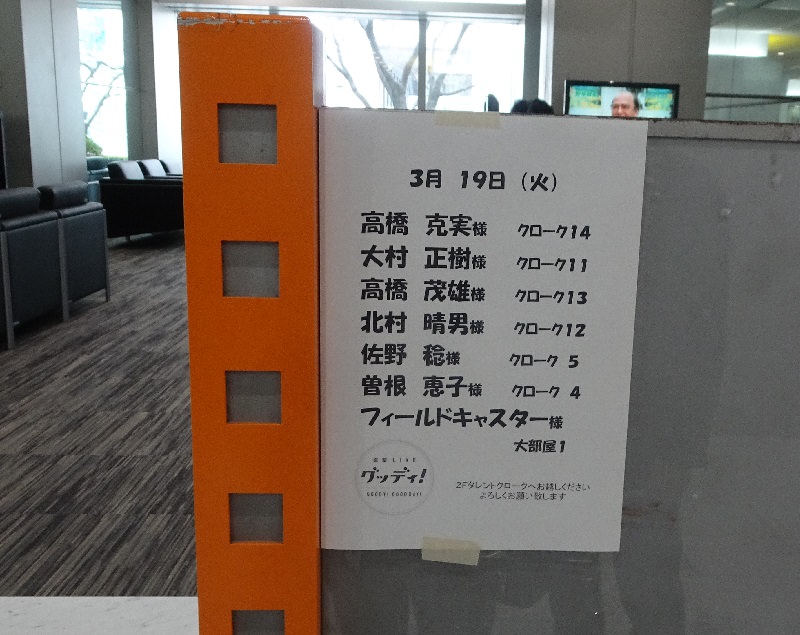 3月 19日（火）
高橋 克実様 クローク14
大村 正樹様 クローク11
高橋 茂雄様 クローク13
北村 晴男様 クローク12
佐野 稔様 クローク 5
曽根 恵子様 クローク 4
フィールドキャスター様
大部屋1
直撃 LIVE
グッディ!
2Fタレントクロークへお越しください
よろしくお願い致します